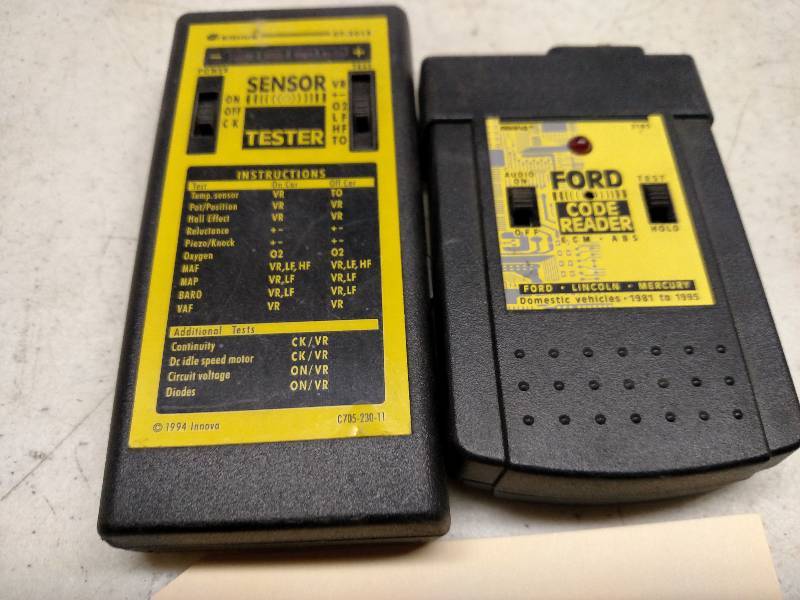 POWER
ON
OFF
CK
SENSOR
TESTER
- +
VR
+-
O2
LF
HF
TO
INSTRUCTIONS
Test On Car Off Car
Temp. sensor VR TO
Pot/Position VR VR
Hall Effect VR VR
Reluctance +- +-
Piezo/Knock +- +-
Oxygen O2 O2
MAF VR,LF,HF VR,LF,HF
MAP VR,LF VR,LF
BARO VR,LF VR,LF
VAF VR VR
Additional Tests
Continuity CK/VR
Dc idle speed motor CK/VR
Circuit voltage ON/VR
Diodes ON/VR
© 1994 Innova C705-230-11
AUDIO
ON
OFF
FORD
CODE
READER
ECM • ABS
TEST
HOLD
FORD • LINCOLN • MERCURY
Domestic vehicles • 1981 to 1995